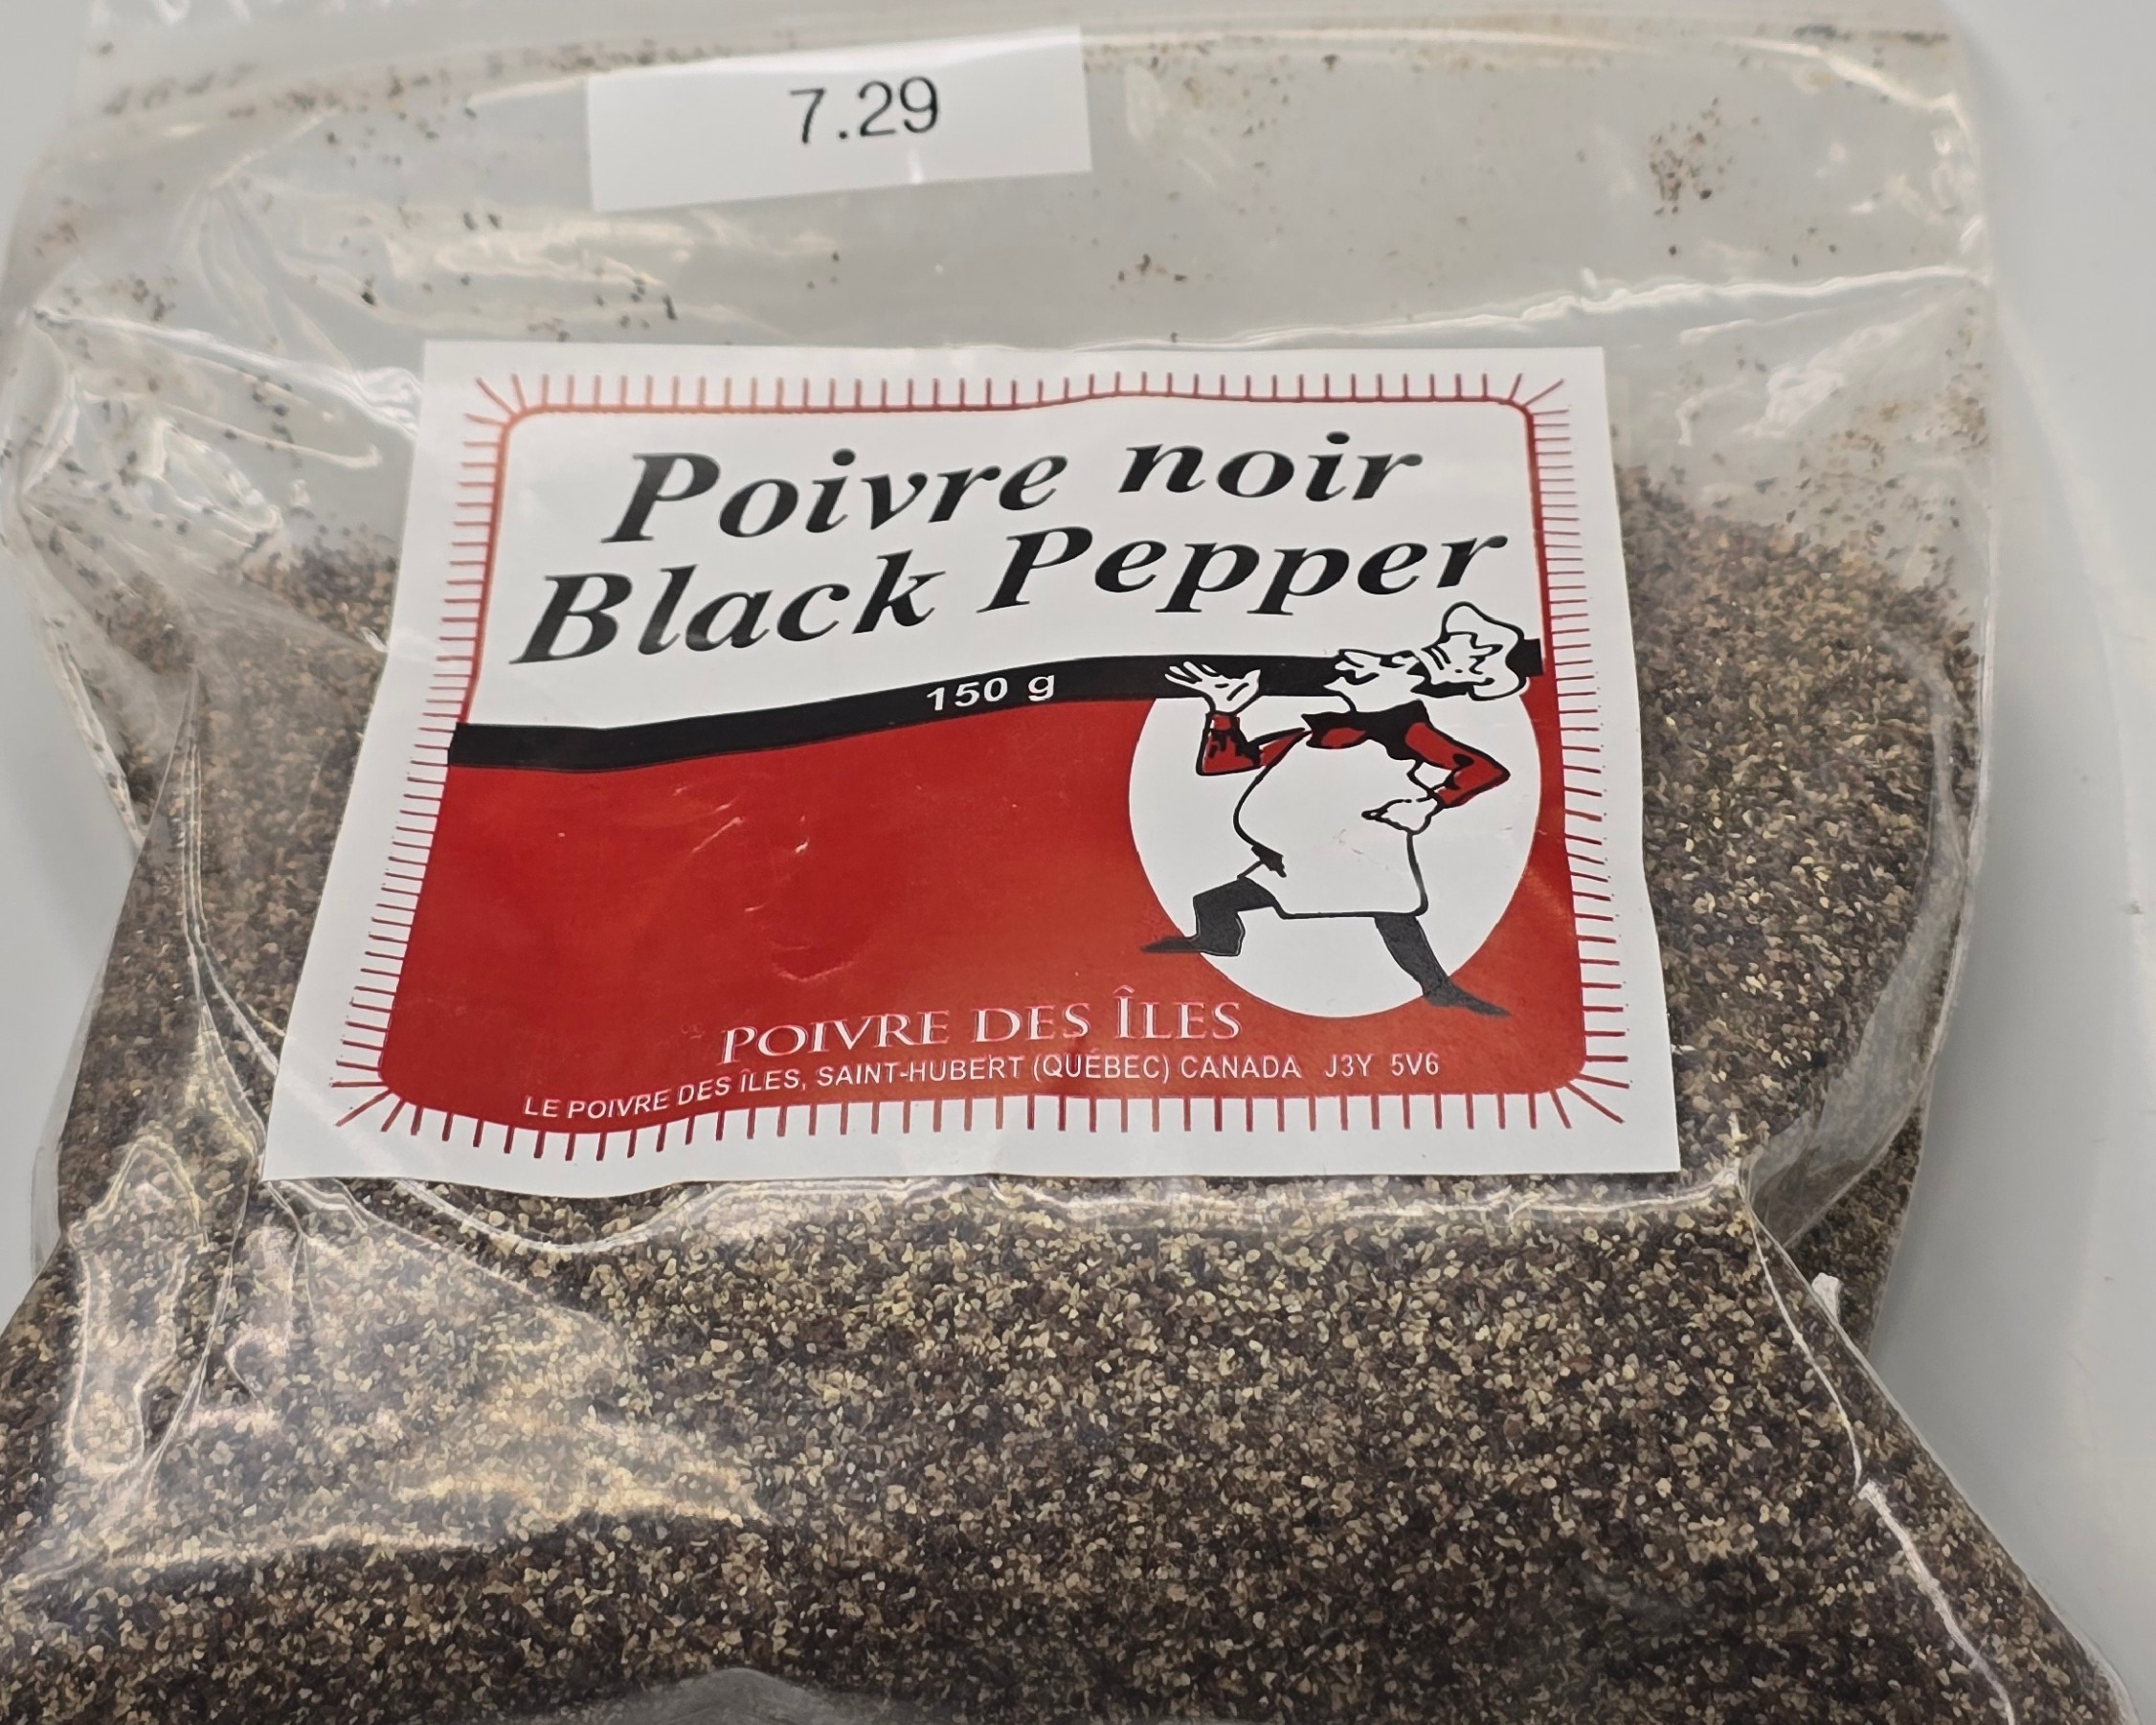 7.29
Poivre noir
Black Pepper
150 g
POIVRE DES ÎLES
LE POIVRE DES ÎLES, SAINT-HUBERT (QUÉBEC) CANADA J3Y 5V6